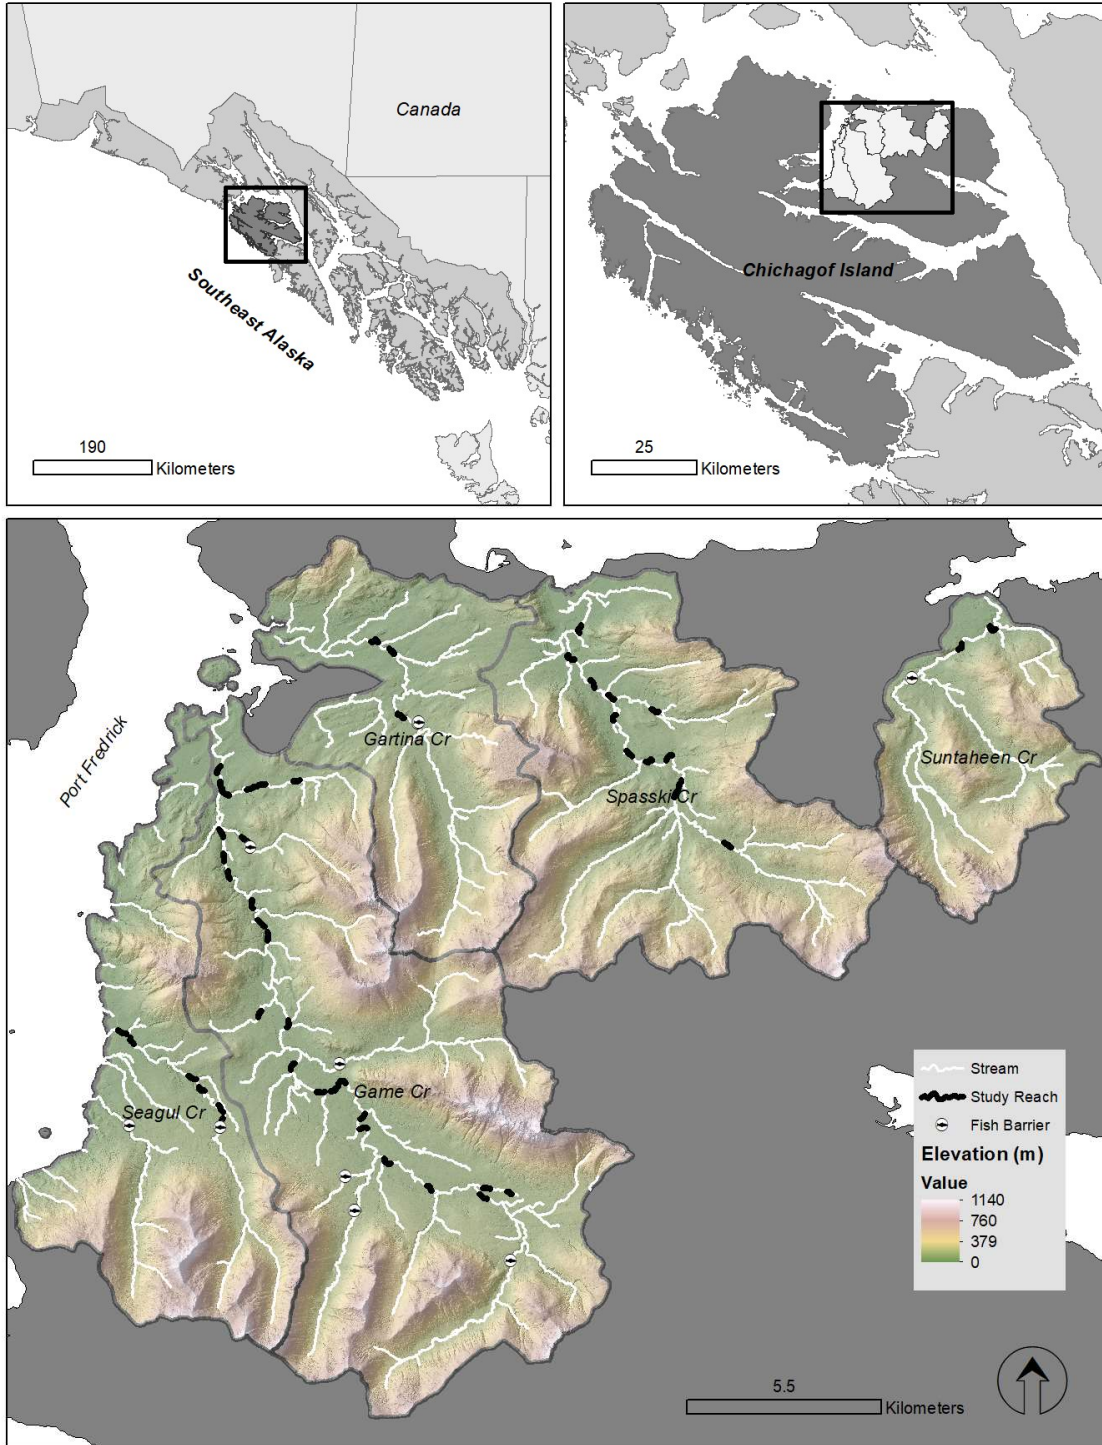 Canada
Southeast Alaska
190
Kilometers
Chichagof Island
25
Kilometers
Port Fredrick
Gartina Cr
Spasski Cr
Suntaheen Cr
Seagul Cr
Game Cr
Stream
Study Reach
Fish Barrier
Elevation (m)
Value
1140
760
379
0
5.5
Kilometers